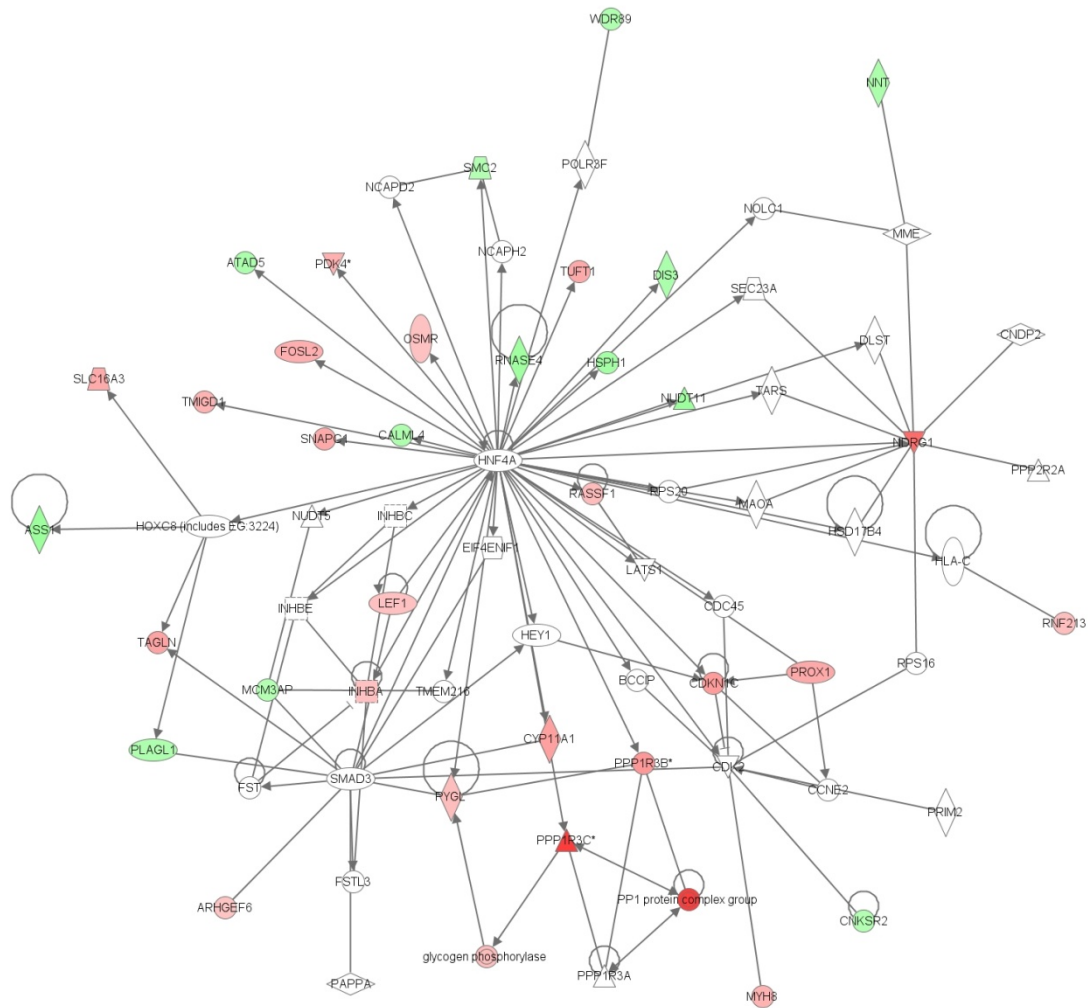 WDR89
NNT
SMC2
POLR3F
NCAPD2
NOLC1
MME
NCAPH2
ATAD5
PDK4*
TUFT1
DIS3
SEC23A
OSMR
DLST
CNDP2
FOSL2
RNASE4
HSPH1
SLC16A3
TARS
TMIGD1
NUDT11
SNAPC1
CALML4
NDRG1
HNF4A
PPP2R2A
RASSF1
RPS20
MAOA
ASS1
HOXC8 (includes EG:3224)
NUDT5
INHBC
HSD17B4
EIF4ENIF1
HLA-C
LATS1
INHBE
LEF1
CDC45
RNF213
HEY1
TAGLN
RPS16
PROX1
MCM3AP
INHBA
TMEM216
BCCIP
CDKN1C
PLAGL1
CYP11A1
SMAD3
PPP1R3B*
CDK2
FST
PYGL
CCNE2
PRIM2
PPP1R3C*
FSTL3
PP1 protein complex group
ARHGEF6
CNKSR2
glycogen phosphorylase
PAPPA
PPP1R3A
MYH8